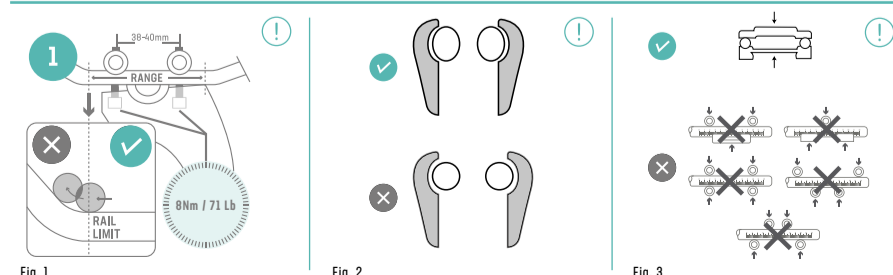 1
38-40mm
!
RANGE
8Nm / 71 Lb
RAIL
LIMIT
Fig. 1
!
Fig. 2
!
Fig. 3